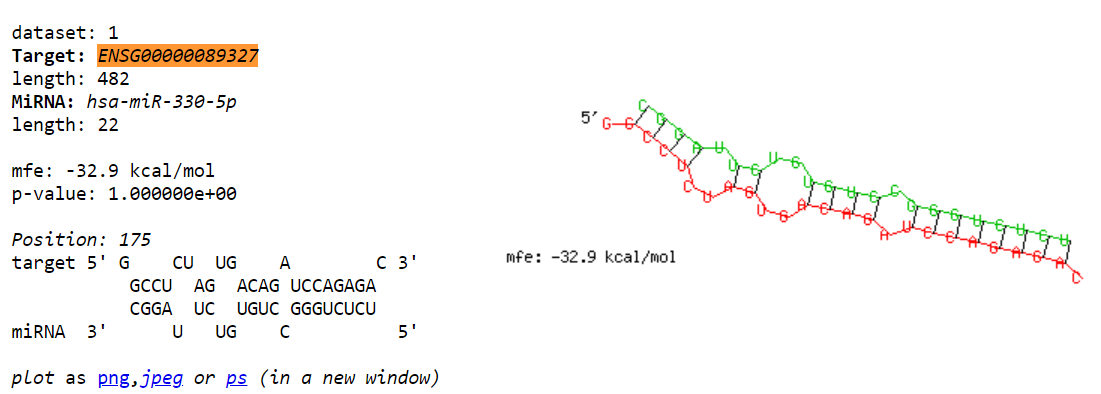 dataset: 1
Target: ENSG00000089327
length: 482
MiRNA: hsa-miR-330-5p
length: 22
mfe: -32.9 kcal/mol
p-value: 1.000000e+00
Position: 175
target 5' G    CU  UG    A        C 3'
           GCCU  AG  ACAG UCCAGAGA
           CGGA  UC  UGUC GGGUCUCU
miRNA  3'      U   UG    C          5'
plot as png,jpeg or ps (in a new window)
5'
mfe: -32.9 kcal/mol